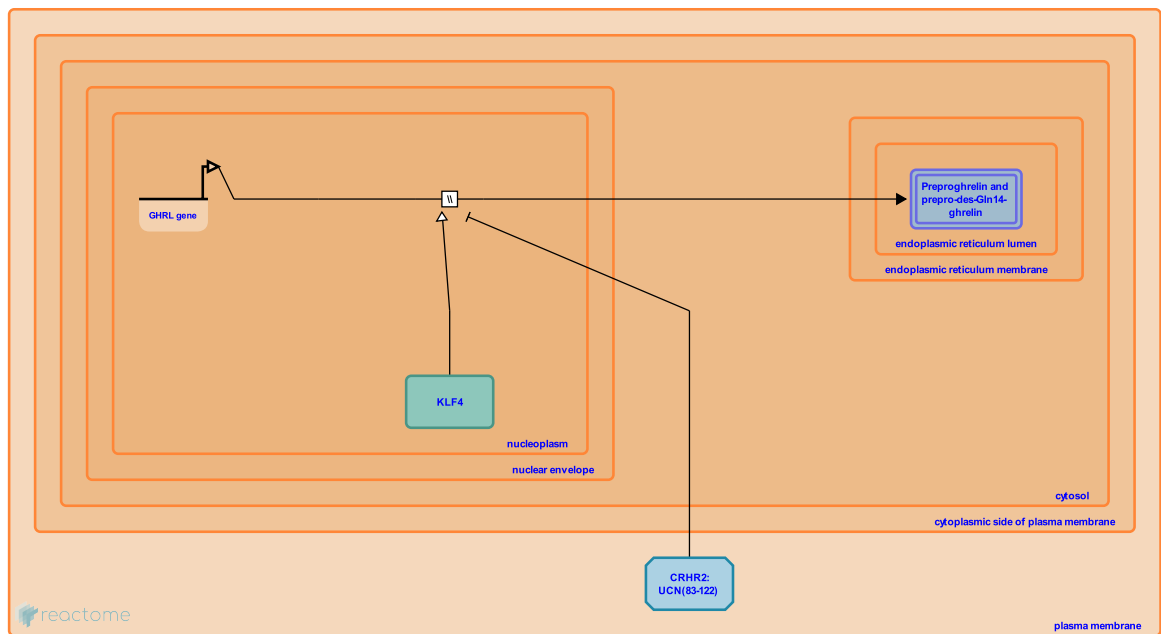 Preproghrelin and
prepro-des-Gln14-
ghrelin
GHRL gene
\\
endoplasmic reticulum lumen
endoplasmic reticulum membrane
KLF4
nucleoplasm
nuclear envelope
cytosol
cytoplasmic side of plasma membrane
CRHR2:
UCN(83-122)
reactome
plasma membrane